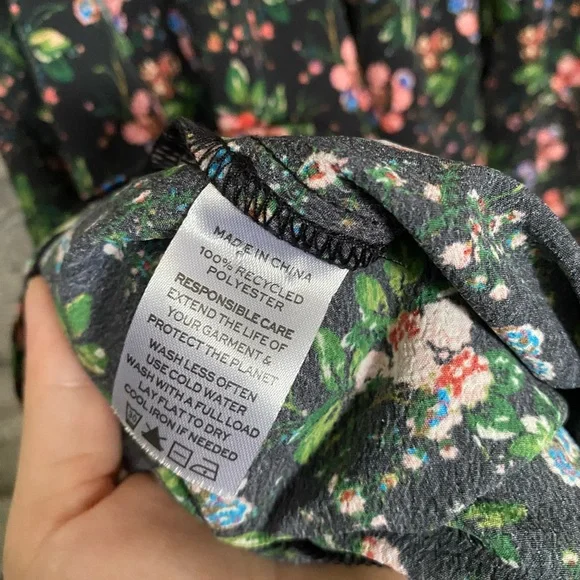 MADE IN CHINA
OF
100% RECYCLED
POLYESTER
RESPONSIBLE CARE
EXTEND THE LIFE OF
YOUR GARMENT &
PROTECT THE PLANET
WASH LESS OFTEN
USE COLD WATER
WASH WITH A FULL LOAD
LAY FLAT TO DRY
COOL IRON IF NEEDED